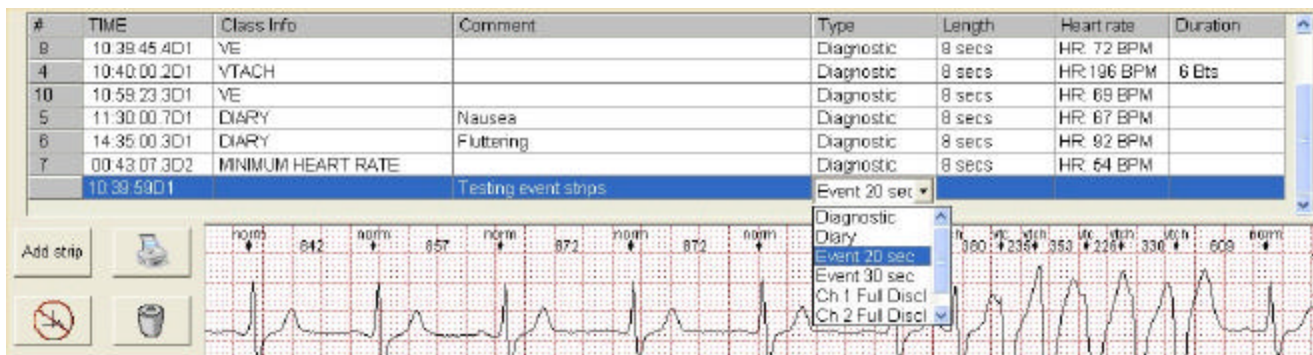 # TIME Class Info Comment Type Length Heart rate Duration
8 10:39:45.4D1 VE Diagnostic 8 secs HR: 72 BPM
4 10:40:00.2D1 VTACH Diagnostic 8 secs HR:196 BPM 6 Bts
10 10:59:23.3D1 VE Diagnostic 8 secs HR: 69 BPM
5 11:30:00.7D1 DIARY Nausea Diagnostic 8 secs HR: 67 BPM
6 14:35:00.3D1 DIARY Fluttering Diagnostic 8 secs HR: 92 BPM
7 00:43:07.3D2 MINIMUM HEART RATE Diagnostic 8 secs HR: 54 BPM
10:39:59D1 Testing event strips Event 20 sec
Diagnostic
Diary
Event 20 sec
Event 30 sec
Ch 1 Full Discl
Ch 2 Full Discl
Add strip
norm norm norm norm norm vtch norm
842 857 872 872 380 353 330 609